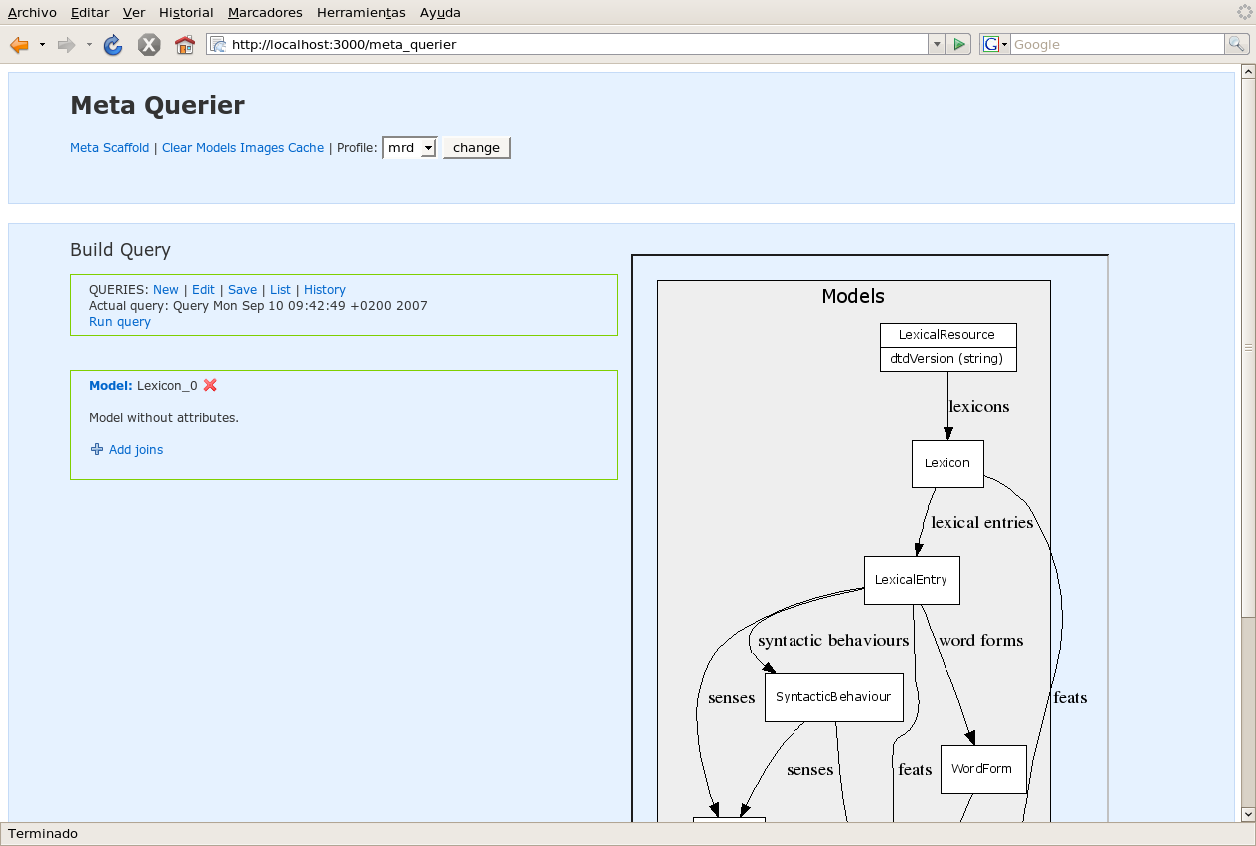 Archivo Editar Ver Historial Marcadores Herramientas Ayuda
http://localhost:3000/meta_querier
G
Google
Meta Querier
Meta Scaffold | Clear Models Images Cache | Profile: mrd change
Build Query
QUERIES: New | Edit | Save | List | History
Actual query: Query Mon Sep 10 09:42:49 +0200 2007
Run query
Model: Lexicon_0
Model without attributes.
Add joins
Models
LexicalResource
dtdVersion (string)
lexicons
Lexicon
lexical entries
LexicalEntry
syntactic behaviours
word forms
senses
SyntacticBehaviour
feats
senses
feats
WordForm
Terminado